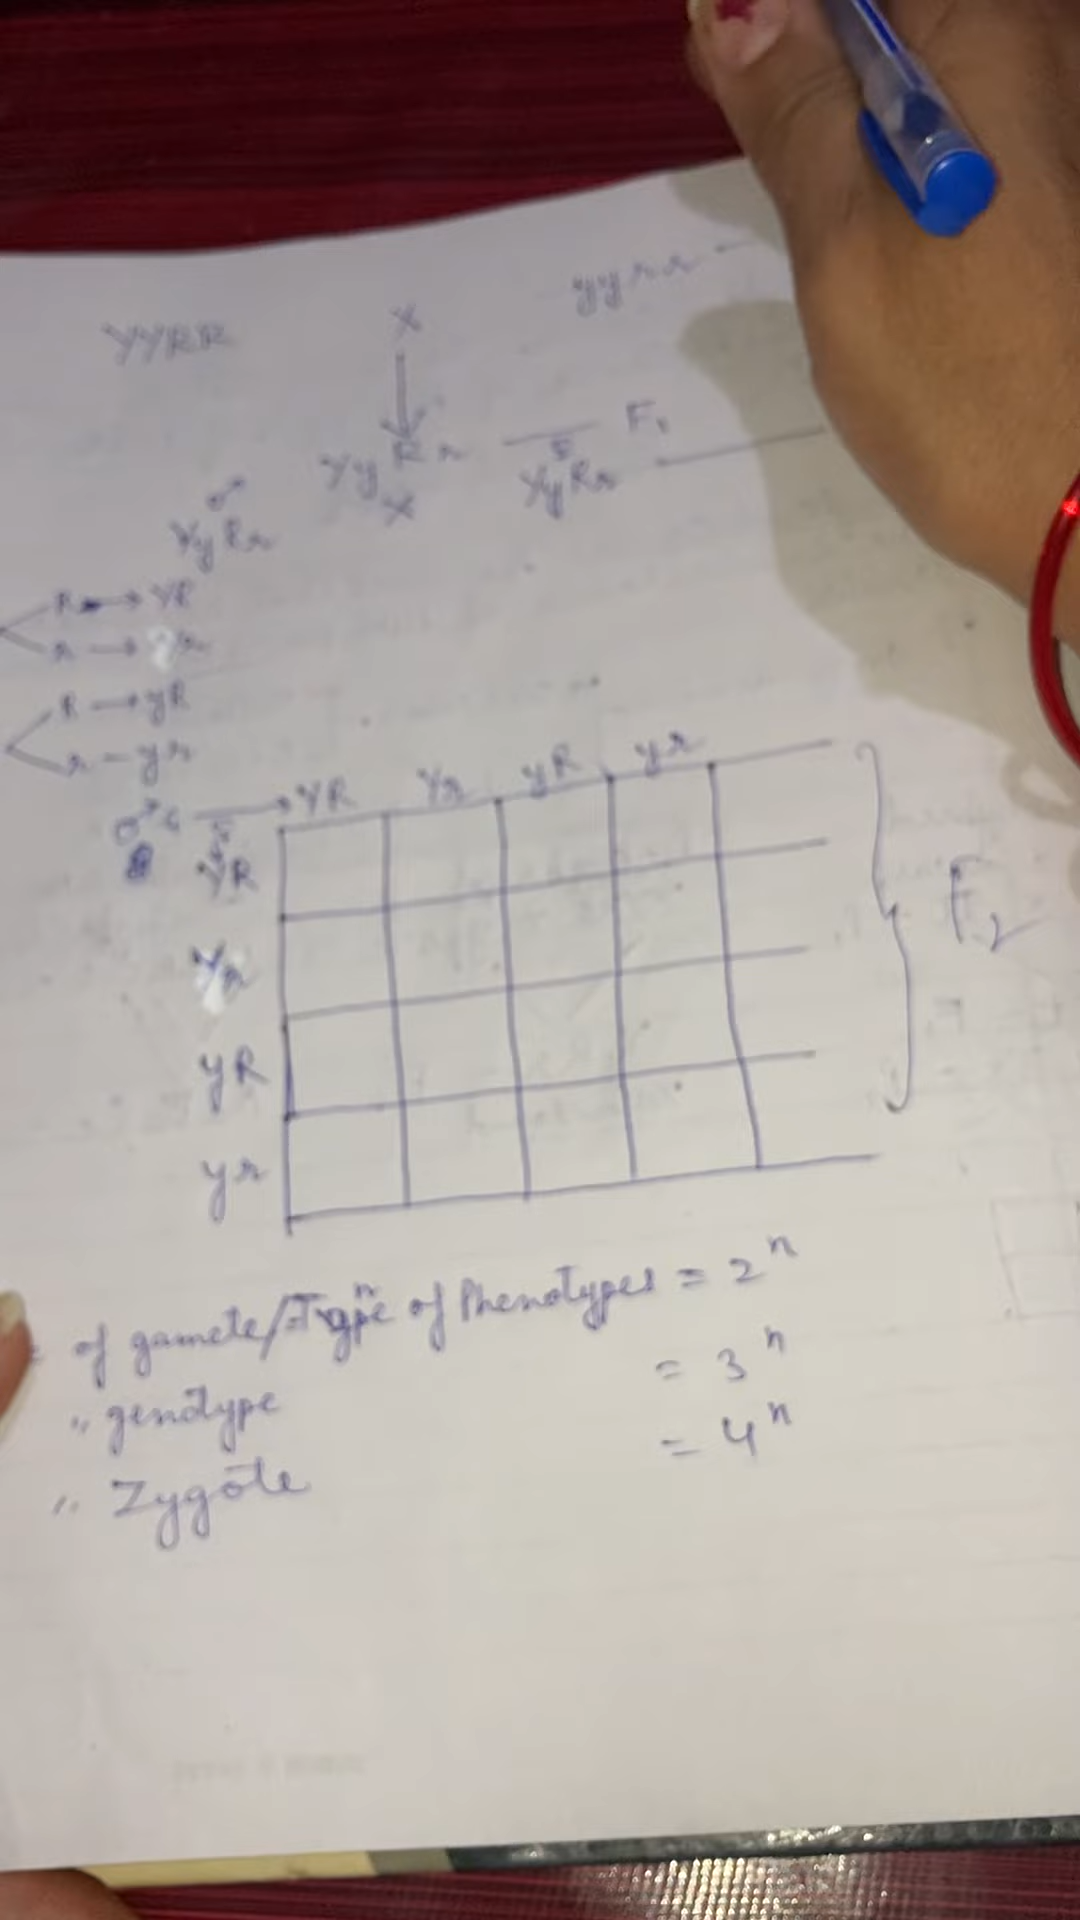 YYRR X yyrr
YyRr F₁
X YyRr
♂
YyRr
R → YR
r →
R → yR
r — yr
♂ → YR Yr yR yr
YR
Yr
yR
yr
F₂
of gamete/Type of Phenotypes = 2ⁿ
" genotype = 3ⁿ
" Zygote = 4ⁿ